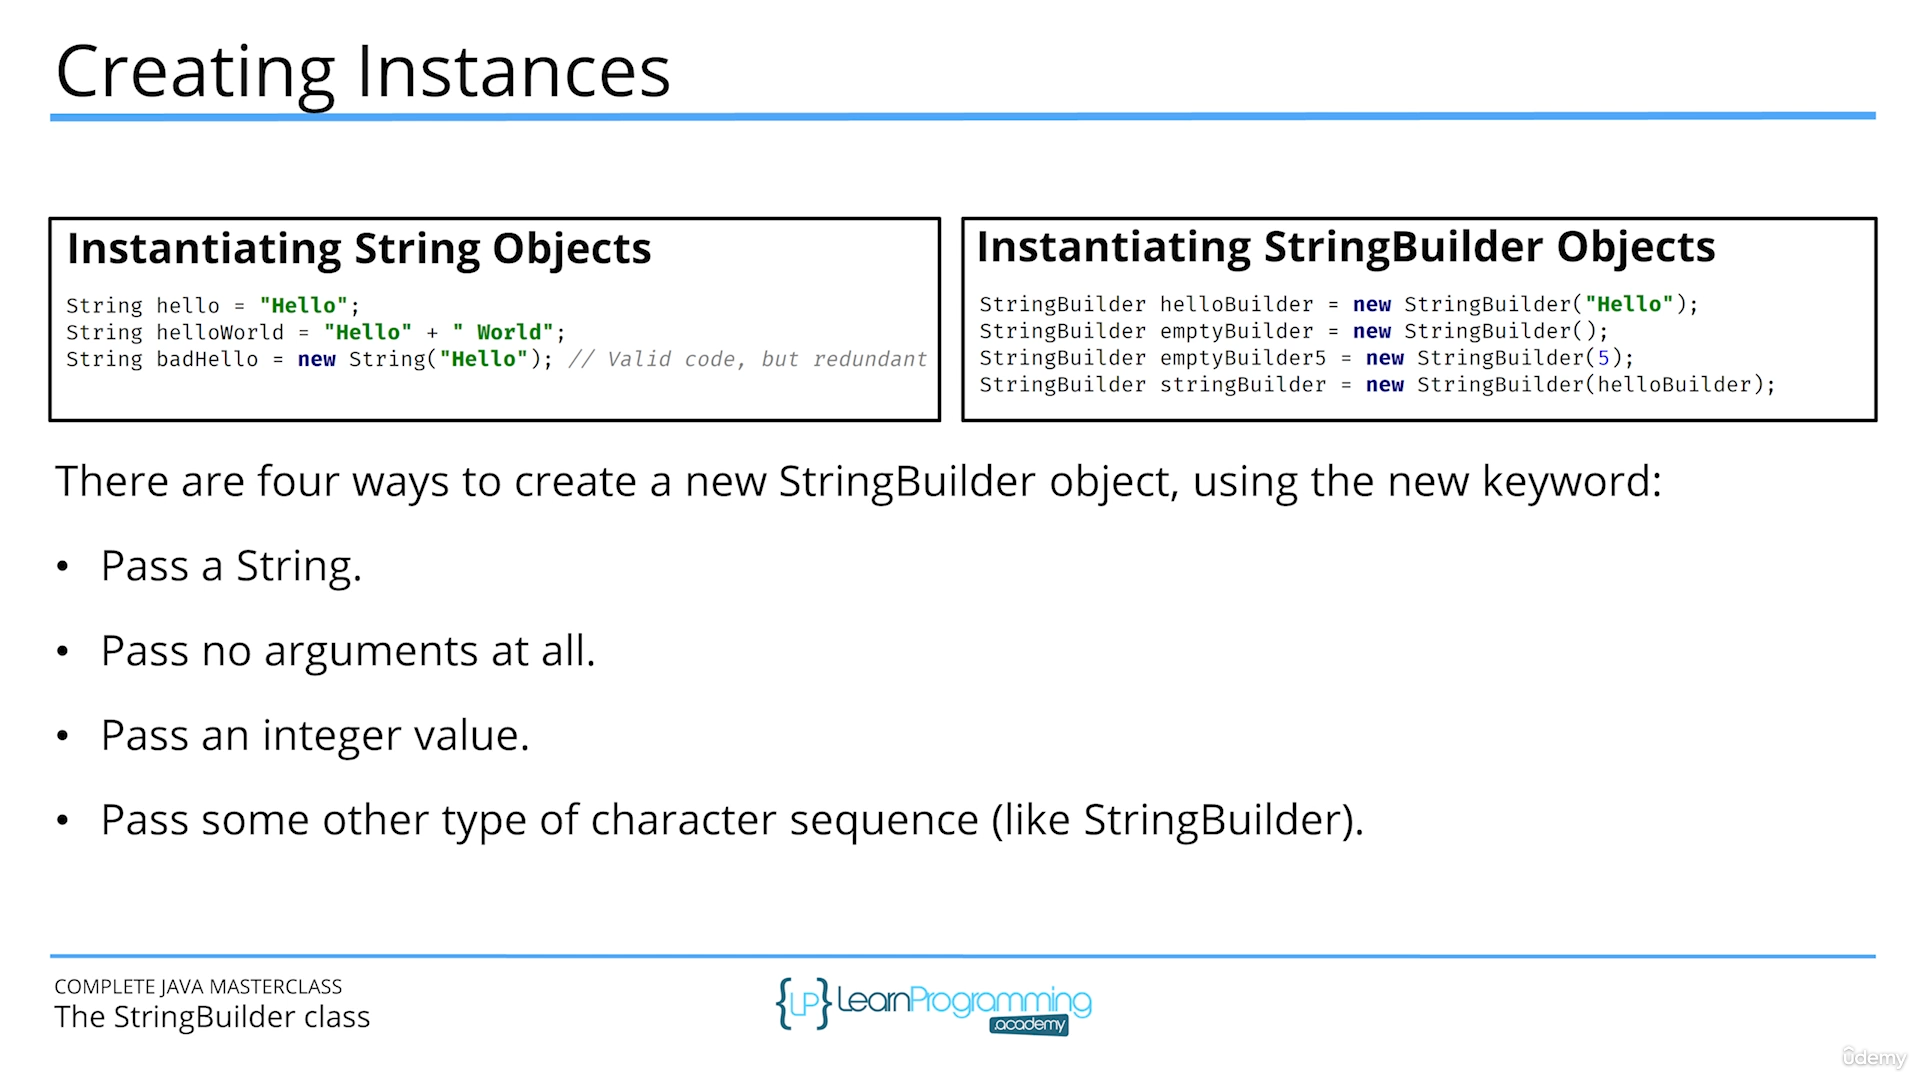 Creating Instances
Instantiating String Objects
String hello = "Hello";
String helloWorld = "Hello" + " World";
String badHello = new String("Hello"); // Valid code, but redundant
Instantiating StringBuilder Objects
StringBuilder helloBuilder = new StringBuilder("Hello");
StringBuilder emptyBuilder = new StringBuilder();
StringBuilder emptyBuilder5 = new StringBuilder(5);
StringBuilder stringBuilder = new StringBuilder(helloBuilder);
There are four ways to create a new StringBuilder object, using the new keyword:
• Pass a String.
• Pass no arguments at all.
• Pass an integer value.
• Pass some other type of character sequence (like StringBuilder).
COMPLETE JAVA MASTERCLASS
The StringBuilder class
{LP} LearnProgramming
.academy
udemy